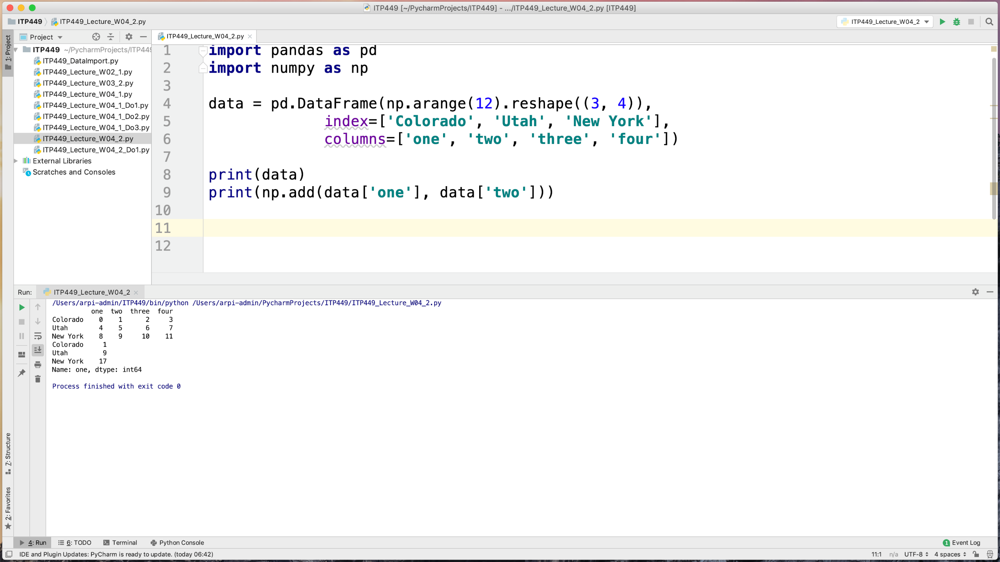 ITP449 [~/PycharmProjects/ITP449] - .../ITP449_Lecture_W04_2.py [ITP449]
ITP449 ITP449_Lecture_W04_2.py ITP449_Lecture_W04_2
1: Project
Project
ITP449_Lecture_W04_2.py
ITP449 ~/PycharmProjects/ITP449
ITP449_DataImport.py
ITP449_Lecture_W02_1.py
ITP449_Lecture_W03_2.py
ITP449_Lecture_W04_1.py
ITP449_Lecture_W04_1_Do1.py
ITP449_Lecture_W04_1_Do2.py
ITP449_Lecture_W04_1_Do3.py
ITP449_Lecture_W04_2.py
ITP449_Lecture_W04_2_Do1.py
External Libraries
Scratches and Consoles
1 import pandas as pd
2 import numpy as np
3
4 data = pd.DataFrame(np.arange(12).reshape((3, 4)),
5 index=['Colorado', 'Utah', 'New York'],
6 columns=['one', 'two', 'three', 'four'])
7
8 print(data)
9 print(np.add(data['one'], data['two']))
10
11
12
Run: ITP449_Lecture_W04_2
/Users/arpi-admin/ITP449/bin/python /Users/arpi-admin/PycharmProjects/ITP449/ITP449_Lecture_W04_2.py
one two three four
Colorado 0 1 2 3
Utah 4 5 6 7
New York 8 9 10 11
Colorado 1
Utah 9
New York 17
Name: one, dtype: int64
Process finished with exit code 0
7: Structure
2: Favorites
4: Run 6: TODO Terminal Python Console 1 Event Log
IDE and Plugin Updates: PyCharm is ready to update. (today 06:42) 11:1 n/a UTF-8 4 spaces